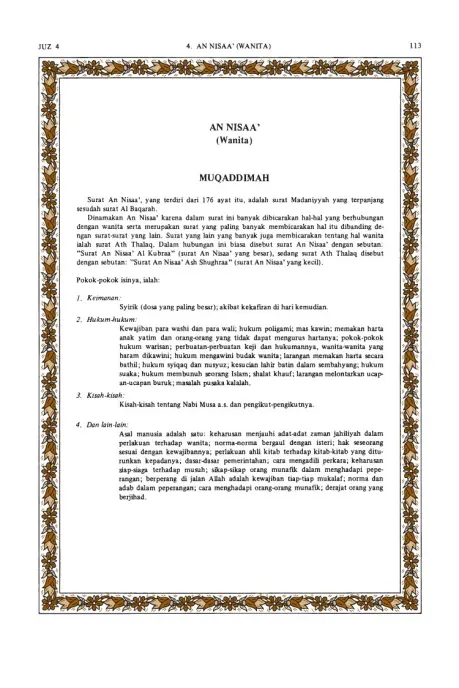 JUZ 4 4. AN NISAA' (WANITA) 113
AN NISAA'
(Wanita)
MUQADDIMAH
Surat An Nisaa', yang terdiri dari 176 ayat itu, adalah surat Madaniyyah yang terpanjang
sesudah surat Al Baqarah.
Dinamakan An Nisaa' karena dalam surat ini banyak dibicarakan hal-hal yang berhubungan
dengan wanita serta merupakan surat yang paling banyak membicarakan hal itu dibanding de-
ngan surat-surat yang lain. Surat yang lain yang banyak juga membicarakan tentang hal wanita
ialah surat Ath Thalaq. Dalam hubungan ini biasa disebut surat An Nisaa' dengan sebutan.
"Surat An Nisaa' Al Kubraa" (surat An Nisaa' yang besar), sedang surat Ath Thalaq disebut
dengan sebutan: "Surat An Nisaa' Ash Shughraa" (surat An Nisaa' yang kecil).
Pokok-pokok isinya, ialah:
1. Keimanan:
Syirik (dosa yang paling besar); akibat kekafiran di hari kemudian.
2. Hukum-hukum:
Kewajiban para washi dan para wali; hukum poligami; mas kawin; memakan harta
anak yatim dan orang-orang yang tidak dapat mengurus hartanya; pokok-pokok
hukum warisan; perbuatan-perbuatan keji dan hukumannya, wanita-wanita yang
haram dikawini; hukum mengawini budak wanita; larangan memakan harta secara
bathil; hukum syiqaq dan nusyuz; kesucian lahir batin dalam sembahyang; hukum
suaka; hukum membunuh seorang Islam; shalat khauf; larangan melontarkan ucap-
an-ucapan buruk; masalah pusaka kalalah.
3. Kisah-kisah:
Kisah-kisah tentang Nabi Musa a.s. dan pengikut-pengikutnya.
4. Dan lain-lain:
Asal manusia adalah satu: keharusan menjauhi adat-adat zaman jahiliyah dalam
perlakuan terhadap wanita; norma-norma bergaul dengan isteri; hak seseorang
sesuai dengan kewajibannya; perlakuan ahli kitab terhadap kitab-kitab yang ditu-
runkan kepadanya; dasar-dasar pemerintahan; cara mengadili perkara; keharusan
siap-siaga terhadap musuh; sikap-sikap orang munafik dalam menghadapi pepe-
rangan; berperang di jalan Allah adalah kewajiban tiap-tiap mukalaf; norma dan
adab dalam peperangan; cara menghadapi orang-orang munafik; derajat orang yang
berjihad.